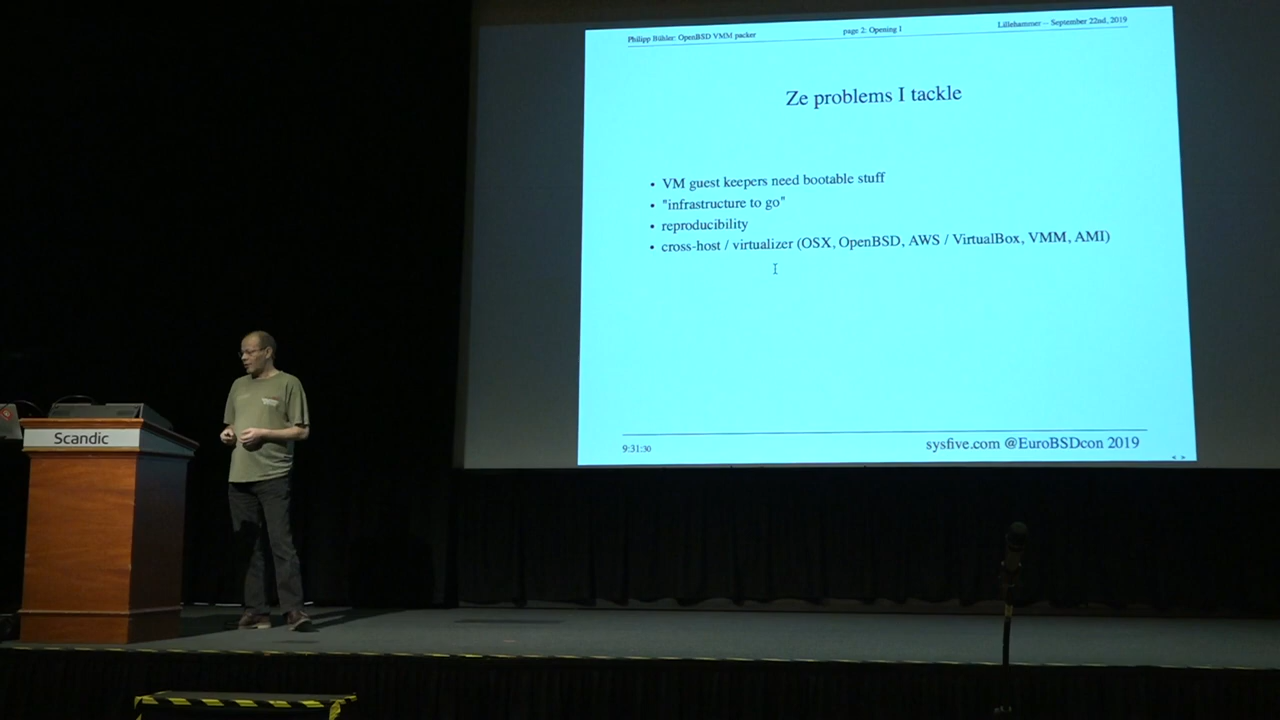 Philipp Bühler: OpenBSD VMM packer
page 2: Opening I
Lillehammer -- September 22nd, 2019
Ze problems I tackle
• VM guest keepers need bootable stuff
• "infrastructure to go"
• reproducibility
• cross-host / virtualizer (OSX, OpenBSD, AWS / VirtualBox, VMM, AMI)
9:31:30
sysfive.com @EuroBSDcon 2019
Scandic